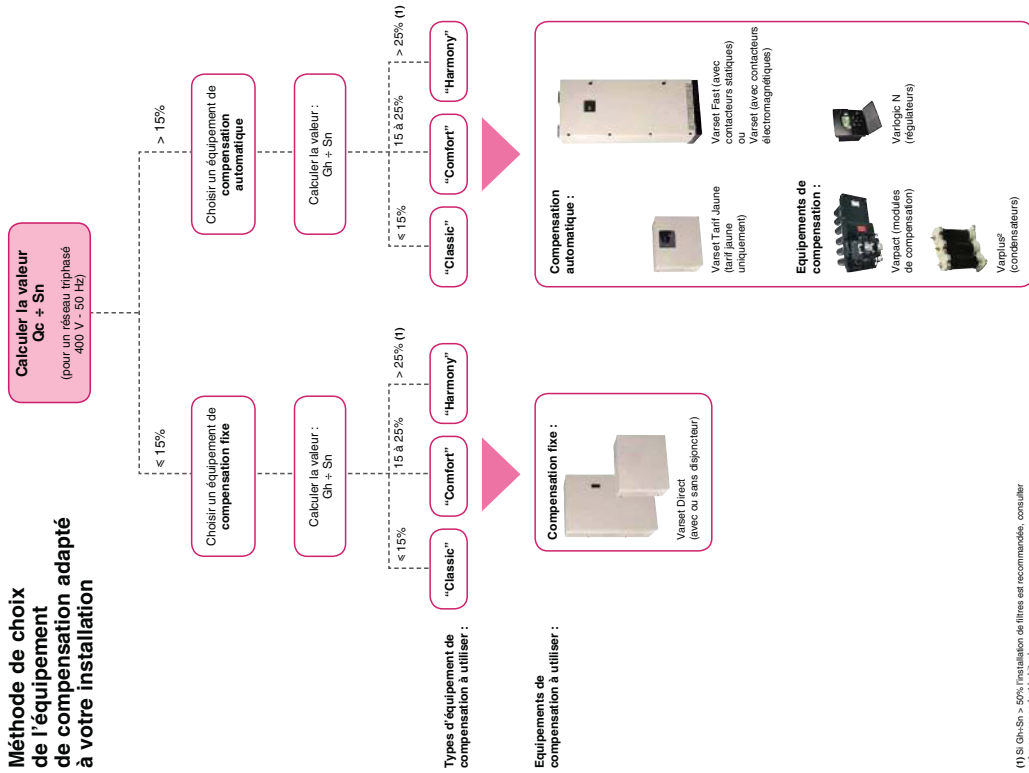 Méthode de choix
de l'équipement
de compensation adapté
à votre installation
Calculer la valeur
Qc ÷ Sn
(pour un réseau triphasé
400 V - 50 Hz)
≤ 15%
> 15%
Choisir un équipement de
compensation fixe
Choisir un équipement de
compensation
automatique
Calculer la valeur :
Gh ÷ Sn
Calculer la valeur :
Gh ÷ Sn
≤ 15%
15 à 25%
> 25% (1)
≤ 15%
15 à 25%
> 25% (1)
Types d'équipement de
compensation à utiliser :
"Classic"
"Comfort"
"Harmony"
"Classic"
"Comfort"
"Harmony"
Equipements de
compensation à utiliser :
Compensation fixe :
Varset Direct
(avec ou sans disjoncteur)
Compensation
automatique :
Varset Tarif Jaune
(tarif jaune
uniquement)
Varset Fast (avec
contacteurs statiques)
ou
Varset (avec contacteurs
électromagnétiques)
Equipements de
compensation :
Varpact (modules
de compensation)
Varlogic N
(régulateurs)
Varplus²
(condensateurs)
(1) Si Gh÷Sn > 50% l'installation de filtres est recommandée, consulter